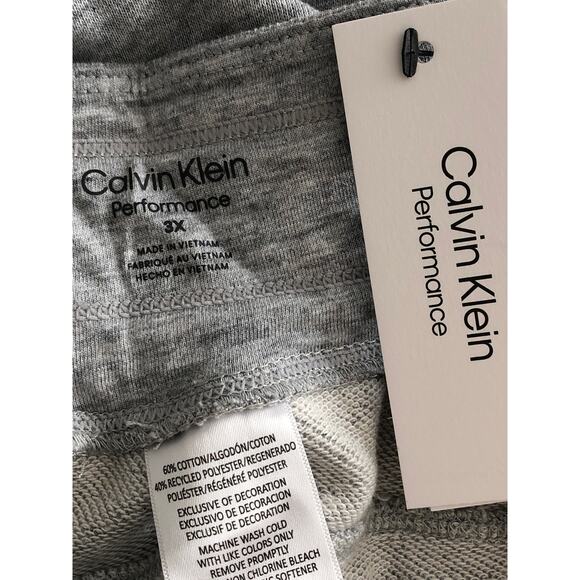 Calvin Klein
Performance
3X
MADE IN VIETNAM
FABRIQUÉ AU VIETNAM
HECHO EN VIETNAM
Calvin Klein
Performance
60% COTTON/ALGODÓN/COTON
40% RECYCLED POLYESTER/REGENERADO
POLIÉSTER/RÉGÉNÉRÉ POLYESTER
EXCLUSIVE OF DECORATION
EXCLUSIVO DE DECORACIÓN
EXCLUSIF DE DÉCORATION
MACHINE WASH COLD
WITH LIKE COLORS ONLY
REMOVE PROMPTLY
NON CHLORINE BLEACH
SOFTENER